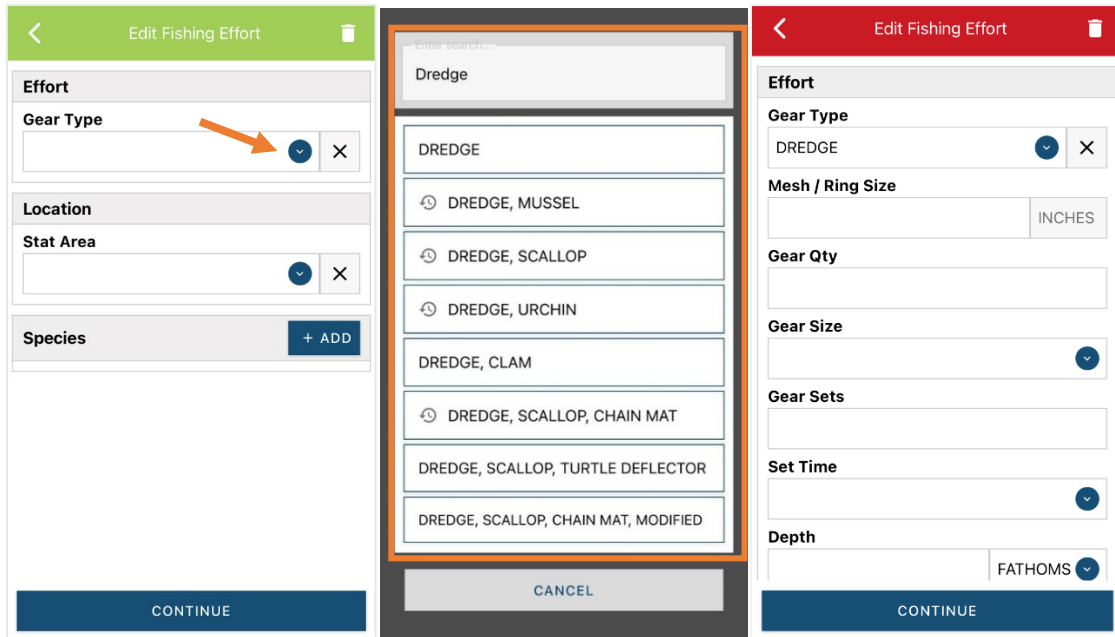 Edit Fishing Effort
Effort
Gear Type
Location
Stat Area
Species
+ ADD
CONTINUE
Enter search...
Dredge
DREDGE
DREDGE, MUSSEL
DREDGE, SCALLOP
DREDGE, URCHIN
DREDGE, CLAM
DREDGE, SCALLOP, CHAIN MAT
DREDGE, SCALLOP, TURTLE DEFLECTOR
DREDGE, SCALLOP, CHAIN MAT, MODIFIED
CANCEL
Edit Fishing Effort
Effort
Gear Type
DREDGE
Mesh / Ring Size
INCHES
Gear Qty
Gear Size
Gear Sets
Set Time
Depth
FATHOMS
CONTINUE